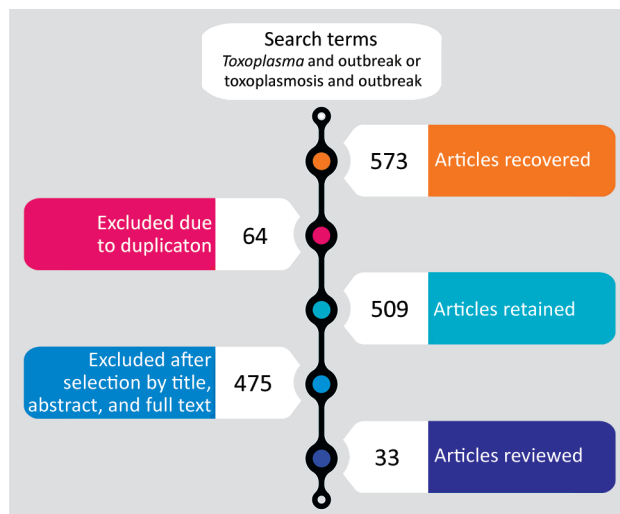 Search terms
Toxoplasma and outbreak or
toxoplasmosis and outbreak
573
Articles recovered
Excluded due
to duplicaton
64
509
Articles retained
Excluded after
selection by title,
abstract, and full text
475
33
Articles reviewed